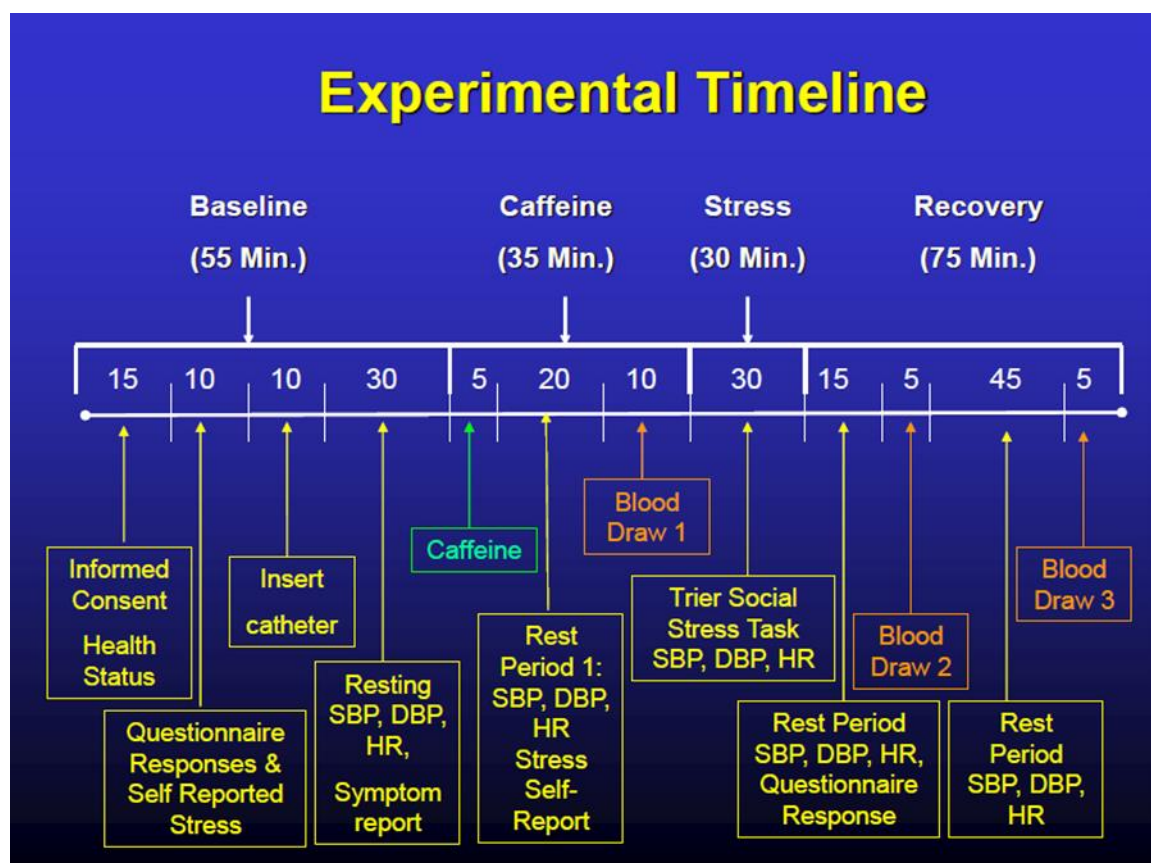 Experimental Timeline
Baseline
(55 Min.)
Caffeine
(35 Min.)
Stress
(30 Min.)
Recovery
(75 Min.)
15
10
10
30
5
20
10
30
15
5
45
5
Informed
Consent
Health
Status
Questionnaire
Responses &
Self Reported
Stress
Insert
catheter
Resting
SBP, DBP,
HR,
Symptom
report
Caffeine
Rest
Period 1:
SBP, DBP,
HR
Stress
Self-
Report
Blood
Draw 1
Trier Social
Stress Task
SBP, DBP, HR
Rest Period
SBP, DBP, HR,
Questionnaire
Response
Blood
Draw 2
Rest
Period
SBP, DBP,
HR
Blood
Draw 3